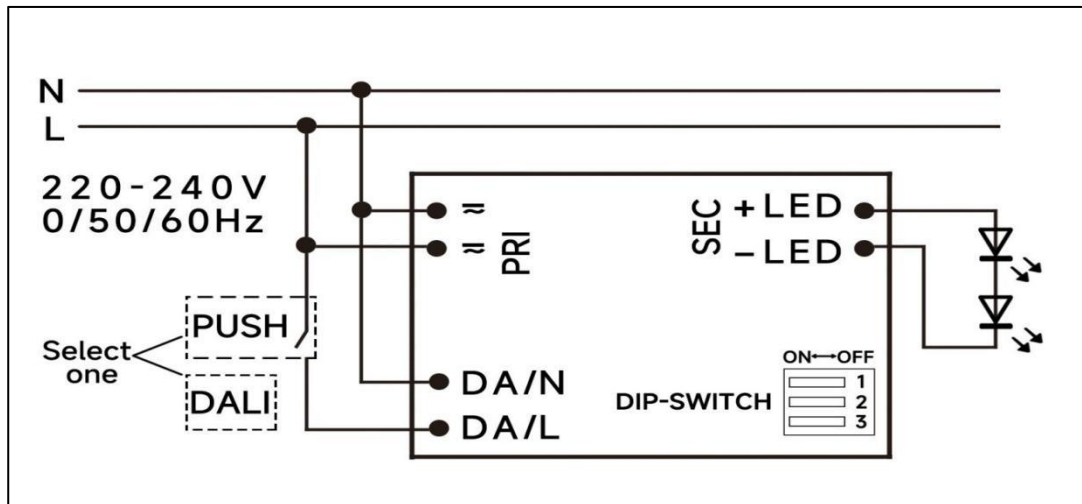 N
L
220-240V
0/50/60Hz
≂
≂
PRI
SEC
+LED
−LED
PUSH
Select
one
DALI
DA/N
DA/L
DIP-SWITCH
ON↔OFF
1
2
3